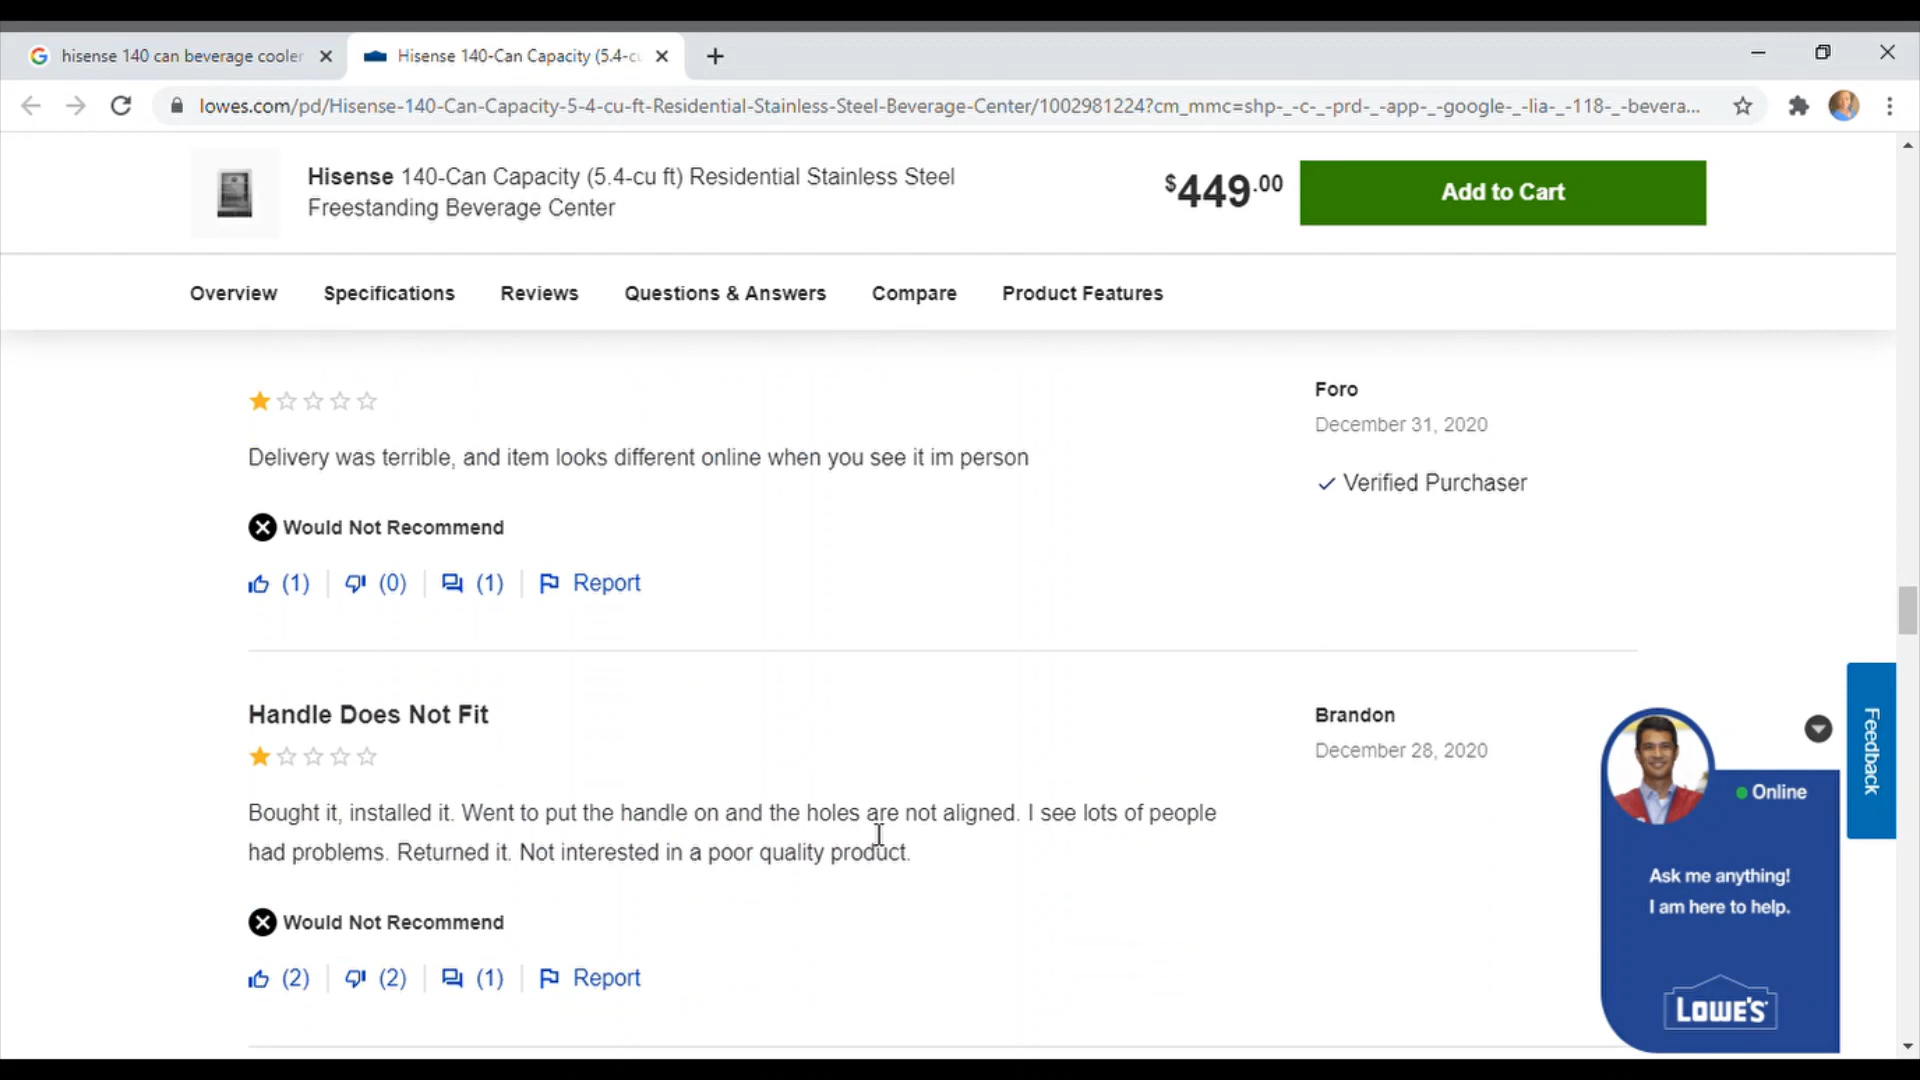 hisense 140 can beverage cooler
Hisense 140-Can Capacity (5.4-cu
lowes.com/pd/Hisense-140-Can-Capacity-5-4-cu-ft-Residential-Stainless-Steel-Beverage-Center/1002981224?cm_mmc=shp-_-c-_-prd-_-app-_-google-_-lia-_-118-_-bevera...
Hisense 140-Can Capacity (5.4-cu ft) Residential Stainless Steel
Freestanding Beverage Center
$449.00
Add to Cart
Overview
Specifications
Reviews
Questions & Answers
Compare
Product Features
Foro
December 31, 2020
Delivery was terrible, and item looks different online when you see it im person
Verified Purchaser
Would Not Recommend
(1)
(0)
(1)
Report
Handle Does Not Fit
Brandon
December 28, 2020
Bought it, installed it. Went to put the handle on and the holes are not aligned. I see lots of people
had problems. Returned it. Not interested in a poor quality product.
Would Not Recommend
(2)
(2)
(1)
Report
Feedback
Online
Ask me anything!
I am here to help.
LOWE'S